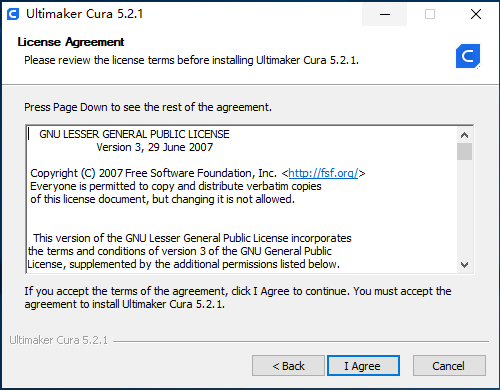 Ultimaker Cura 5.2.1
License Agreement
Please review the license terms before installing Ultimaker Cura 5.2.1.
Press Page Down to see the rest of the agreement.
GNU LESSER GENERAL PUBLIC LICENSE
Version 3, 29 June 2007
Copyright (C) 2007 Free Software Foundation, Inc. <http://fsf.org/>
Everyone is permitted to copy and distribute verbatim copies
of this license document, but changing it is not allowed.
This version of the GNU Lesser General Public License incorporates
the terms and conditions of version 3 of the GNU General Public
License, supplemented by the additional permissions listed below.
If you accept the terms of the agreement, click I Agree to continue. You must accept the
agreement to install Ultimaker Cura 5.2.1.
Ultimaker Cura 5.2.1
< Back
I Agree
Cancel